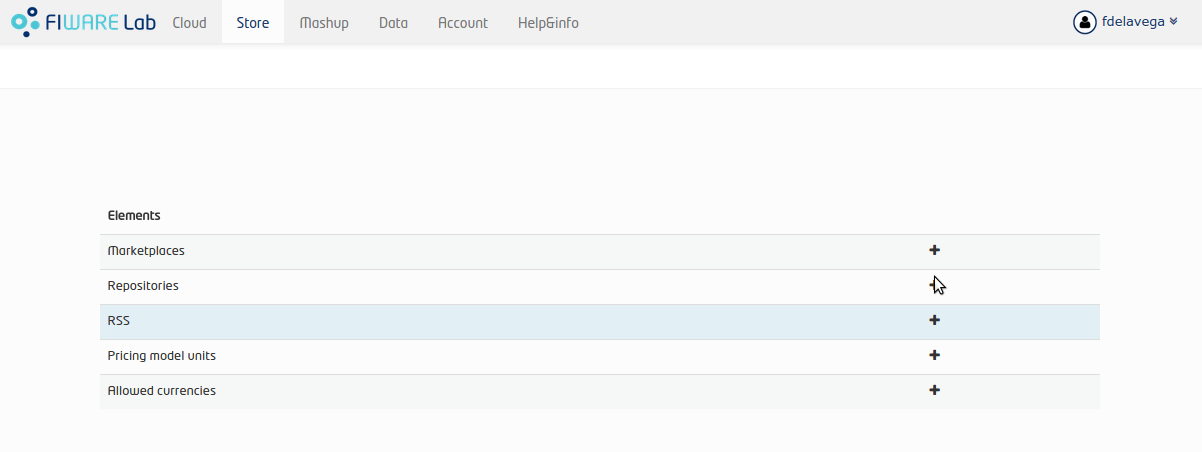 FIWARE Lab Cloud Store Mashup Data Account Help&info fdelavega
Elements
Marketplaces
Repositories
RSS
Pricing model units
Allowed currencies